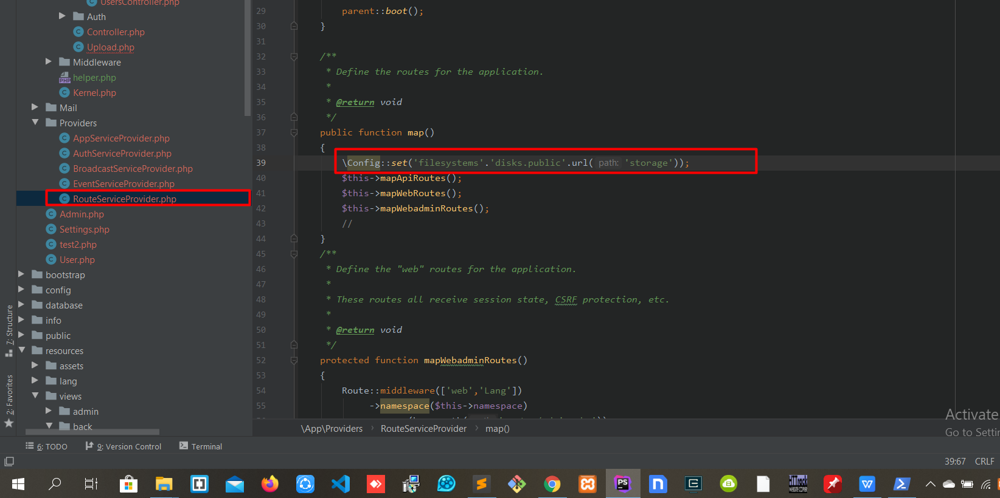 UsersController.php
Auth
Controller.php
Upload.php
Middleware
helper.php
Kernel.php
Mail
Providers
AppServiceProvider.php
AuthServiceProvider.php
BroadcastServiceProvider.php
EventServiceProvider.php
RouteServiceProvider.php
Admin.php
Settings.php
test2.php
User.php
bootstrap
config
database
info
public
resources
assets
lang
views
admin
back
7: Structure
2: Favorites
29 parent::boot();
30 }
31
32 /**
33 * Define the routes for the application.
34 *
35 * @return void
36 */
37 public function map()
38 {
39 \Config::set('filesystems'.'disks.public'.url( path: 'storage'));
40 $this->mapApiRoutes();
41 $this->mapWebRoutes();
42 $this->mapWebadminRoutes();
43 //
44 }
45 /**
46 * Define the "web" routes for the application.
47 *
48 * These routes all receive session state, CSRF protection, etc.
49 *
50 * @return void
51 */
52 protected function mapWebadminRoutes()
53 {
54 Route::middleware(['web','Lang'])
55 ->namespace($this->namespace)
Activate
Go to Settin
\App\Providers › RouteServiceProvider › map()
6: TODO 9: Version Control Terminal
39:67 CRLF